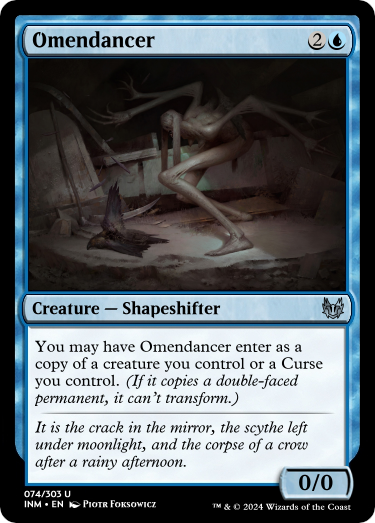 Omendancer 2
Creature — Shapeshifter
You may have Omendancer enter as a
copy of a creature you control or a Curse
you control. (If it copies a double-faced
permanent, it can't transform.)
It is the crack in the mirror, the scythe left
under moonlight, and the corpse of a crow
after a rainy afternoon.
0/0
074/303 U
INM • EN Piotr Foksowicz
™ & © 2024 Wizards of the Coast